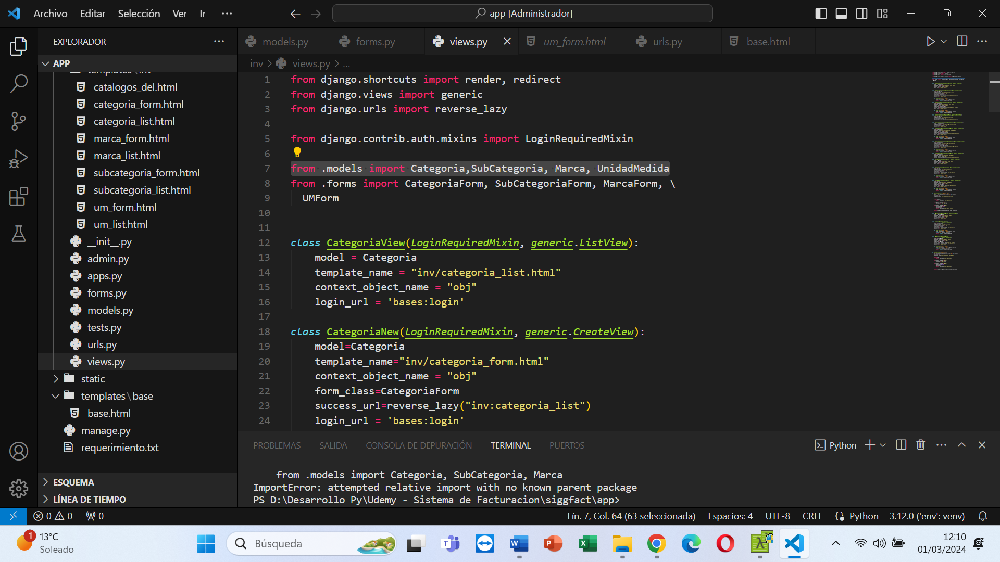 Archivo Editar Selección Ver Ir ··· app [Administrador]
EXPLORADOR ··· models.py forms.py views.py um_form.html urls.py base.html
APP
inv > views.py > ...
templates\inv
catalogos_del.html
categoria_form.html
categoria_list.html
marca_form.html
marca_list.html
subcategoria_form.html
subcategoria_list.html
um_form.html
um_list.html
__init__.py
admin.py
apps.py
forms.py
models.py
tests.py
urls.py
views.py
static
templates\base
base.html
manage.py
requerimiento.txt
ESQUEMA
LÍNEA DE TIEMPO
1 from django.shortcuts import render, redirect
2 from django.views import generic
3 from django.urls import reverse_lazy
4
5 from django.contrib.auth.mixins import LoginRequiredMixin
6
7 from .models import Categoria,SubCategoria, Marca, UnidadMedida
8 from .forms import CategoriaForm, SubCategoriaForm, MarcaForm, \
9 UMForm
10
11
12 class CategoriaView(LoginRequiredMixin, generic.ListView):
13 model = Categoria
14 template_name = "inv/categoria_list.html"
15 context_object_name = "obj"
16 login_url = 'bases:login'
17
18 class CategoriaNew(LoginRequiredMixin, generic.CreateView):
19 model=Categoria
20 template_name="inv/categoria_form.html"
21 context_object_name = "obj"
22 form_class=CategoriaForm
23 success_url=reverse_lazy("inv:categoria_list")
24 login_url = 'bases:login'
PROBLEMAS SALIDA CONSOLA DE DEPURACIÓN TERMINAL PUERTOS Python
from .models import Categoria, SubCategoria, Marca
ImportError: attempted relative import with no known parent package
PS D:\Desarrollo Py\Udemy - Sistema de Facturacion\siggfact\app>
0 0 0 Lín. 7, Col. 64 (63 seleccionada) Espacios: 4 UTF-8 CRLF Python 3.12.0 ('env': venv)
1 13°C
Soleado
Búsqueda
12:10
01/03/2024